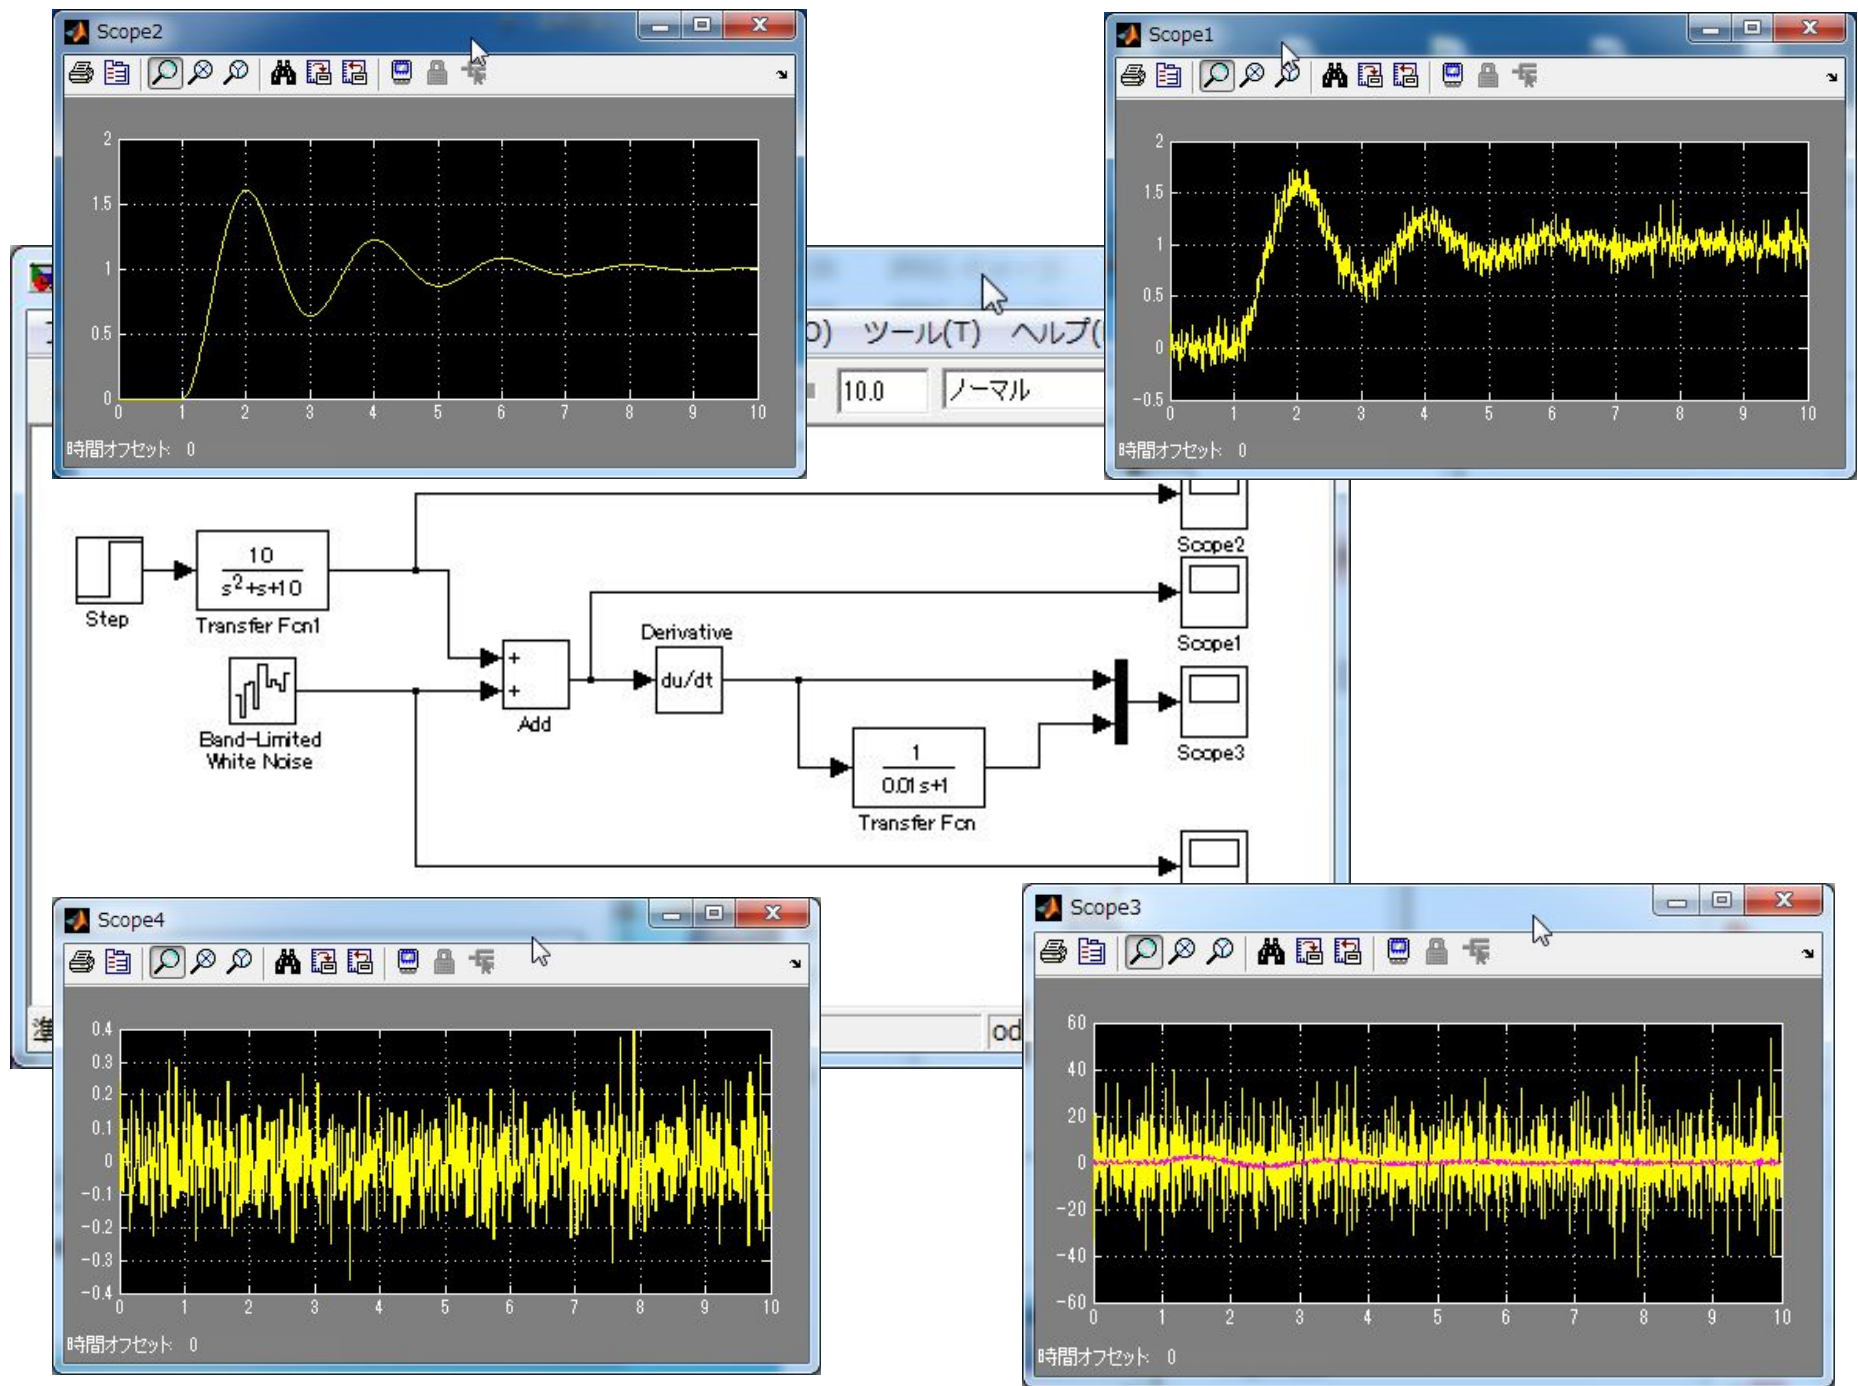 Scope2
2
1.5
1
0.5
0
0 1 2 3 4 5 6 7 8 9 10
時間オフセット: 0
Scope1
2
1.5
1
0.5
0
-0.5
0 1 2 3 4 5 6 7 8 9 10
時間オフセット: 0
ツール(T) ヘルプ(
10.0
ノーマル
Step
10
s²+s+10
Transfer Fcn1
Band-Limited
White Noise
+
+
Add
Derivative
du/dt
1
0.01s+1
Transfer Fcn
Scope2
Scope1
Scope3
準
od
Scope4
0.4
0.3
0.2
0.1
0
-0.1
-0.2
-0.3
-0.4
0 1 2 3 4 5 6 7 8 9 10
時間オフセット: 0
Scope3
60
40
20
0
-20
-40
-60
0 1 2 3 4 5 6 7 8 9 10
時間オフセット: 0